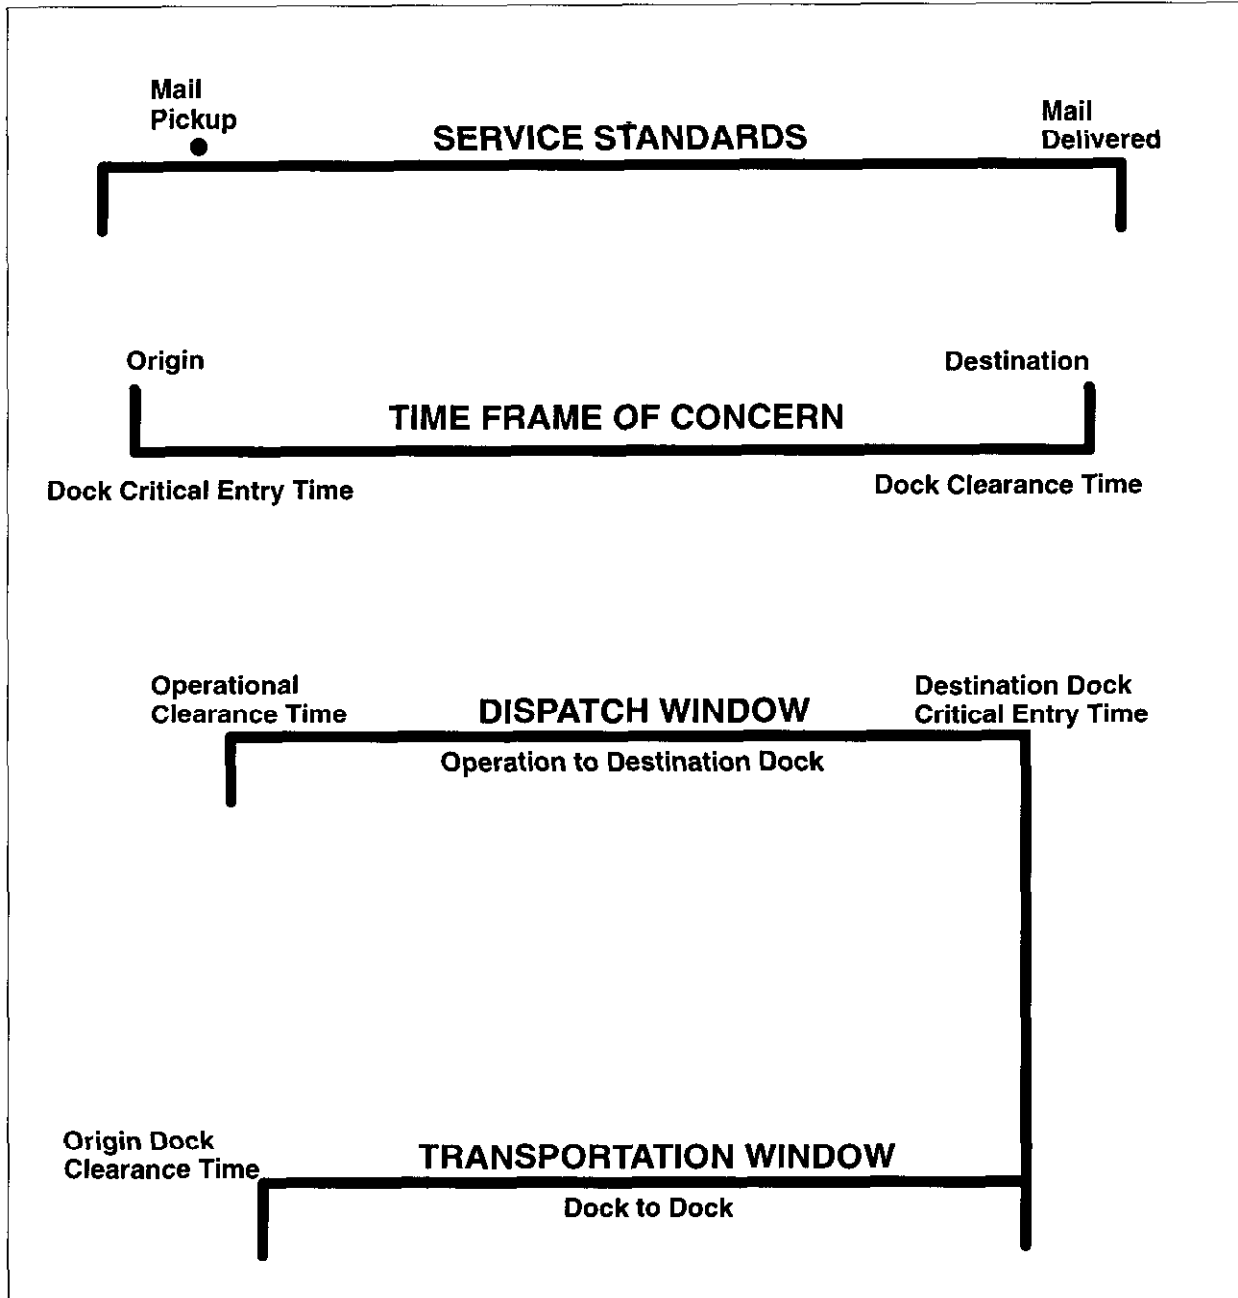 Mail
Pickup
SERVICE STANDARDS
Mail
Delivered
Origin
Destination
TIME FRAME OF CONCERN
Dock Critical Entry Time
Dock Clearance Time
Operational
Clearance Time
DISPATCH WINDOW
Destination Dock
Critical Entry Time
Operation to Destination Dock
Origin Dock
Clearance Time
TRANSPORTATION WINDOW
Dock to Dock